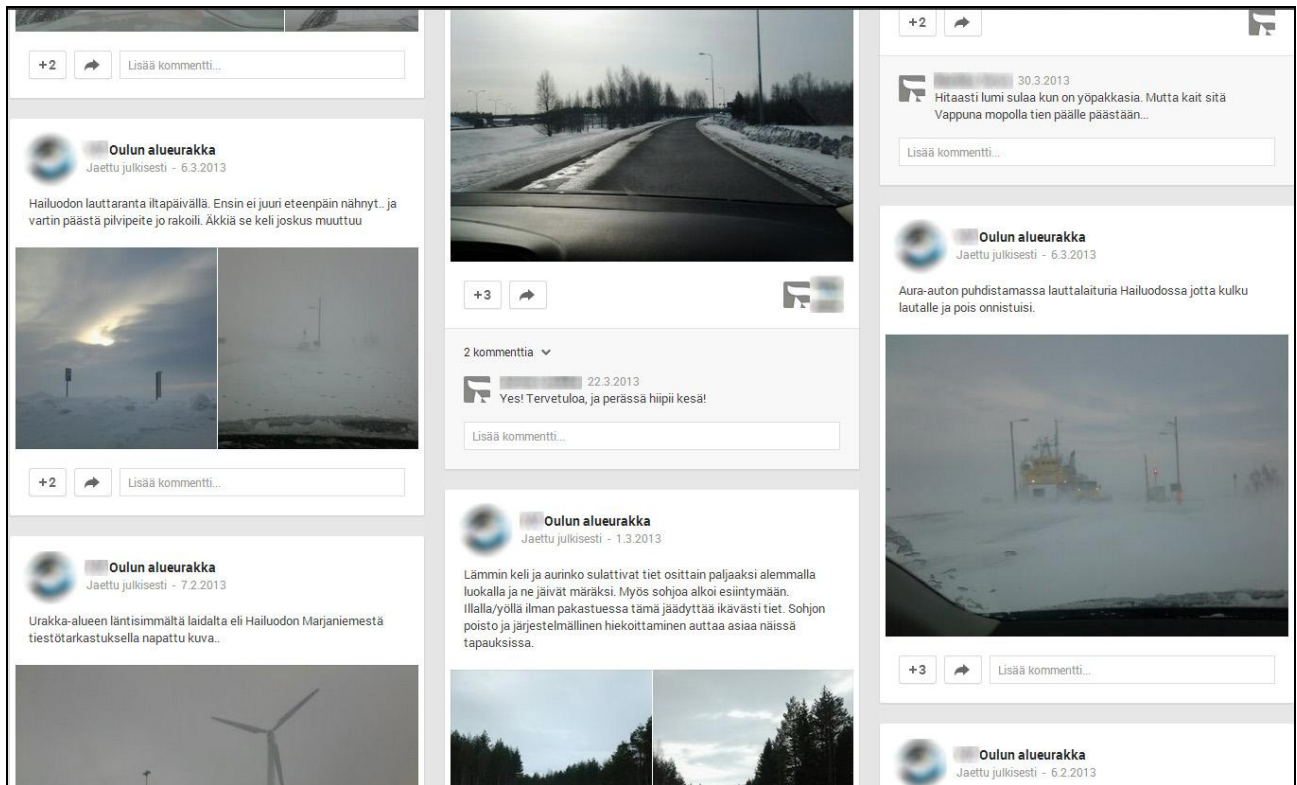 +2
Lisää kommentti...
Oulun alueurakka
Jaettu julkisesti - 6.3.2013
Hailuodon lauttaranta iltapäivällä. Ensin ei juuri eteenpäin nähnyt.. ja
vartin päästä pilvipeite jo rakoili. Äkkiä se keli joskus muuttuu
+2
Lisää kommentti...
Oulun alueurakka
Jaettu julkisesti - 7.2.2013
Urakka-alueen läntisimmältä laidalta eli Hailuodon Marjaniemestä
tiestötarkastuksella napattu kuva..
+3
2 kommenttia
22.3.2013
Yes! Tervetuloa, ja perässä hiipii kesä!
Lisää kommentti...
Oulun alueurakka
Jaettu julkisesti - 1.3.2013
Lämmin keli ja aurinko sulattivat tiet osittain paljaaksi alemmalla
luokalla ja ne jäivät märäksi. Myös sohjoa alkoi esiintymään.
Illalla/yöllä ilman pakastuessa tämä jäädyttää ikävästi tiet. Sohjon
poisto ja järjestelmällinen hiekoittaminen auttaa asiaa näissä
tapauksissa.
+2
30.3.2013
Hitaasti lumi sulaa kun on yöpakkasia. Mutta kait sitä
Vappuna mopolla tien päälle päästään...
Lisää kommentti...
Oulun alueurakka
Jaettu julkisesti - 6.3.2013
Aura-auton puhdistamassa lauttalaituria Hailuodossa jotta kulku
lautalle ja pois onnistuisi.
+3
Lisää kommentti...
Oulun alueurakka
Jaettu julkisesti - 6.2.2013